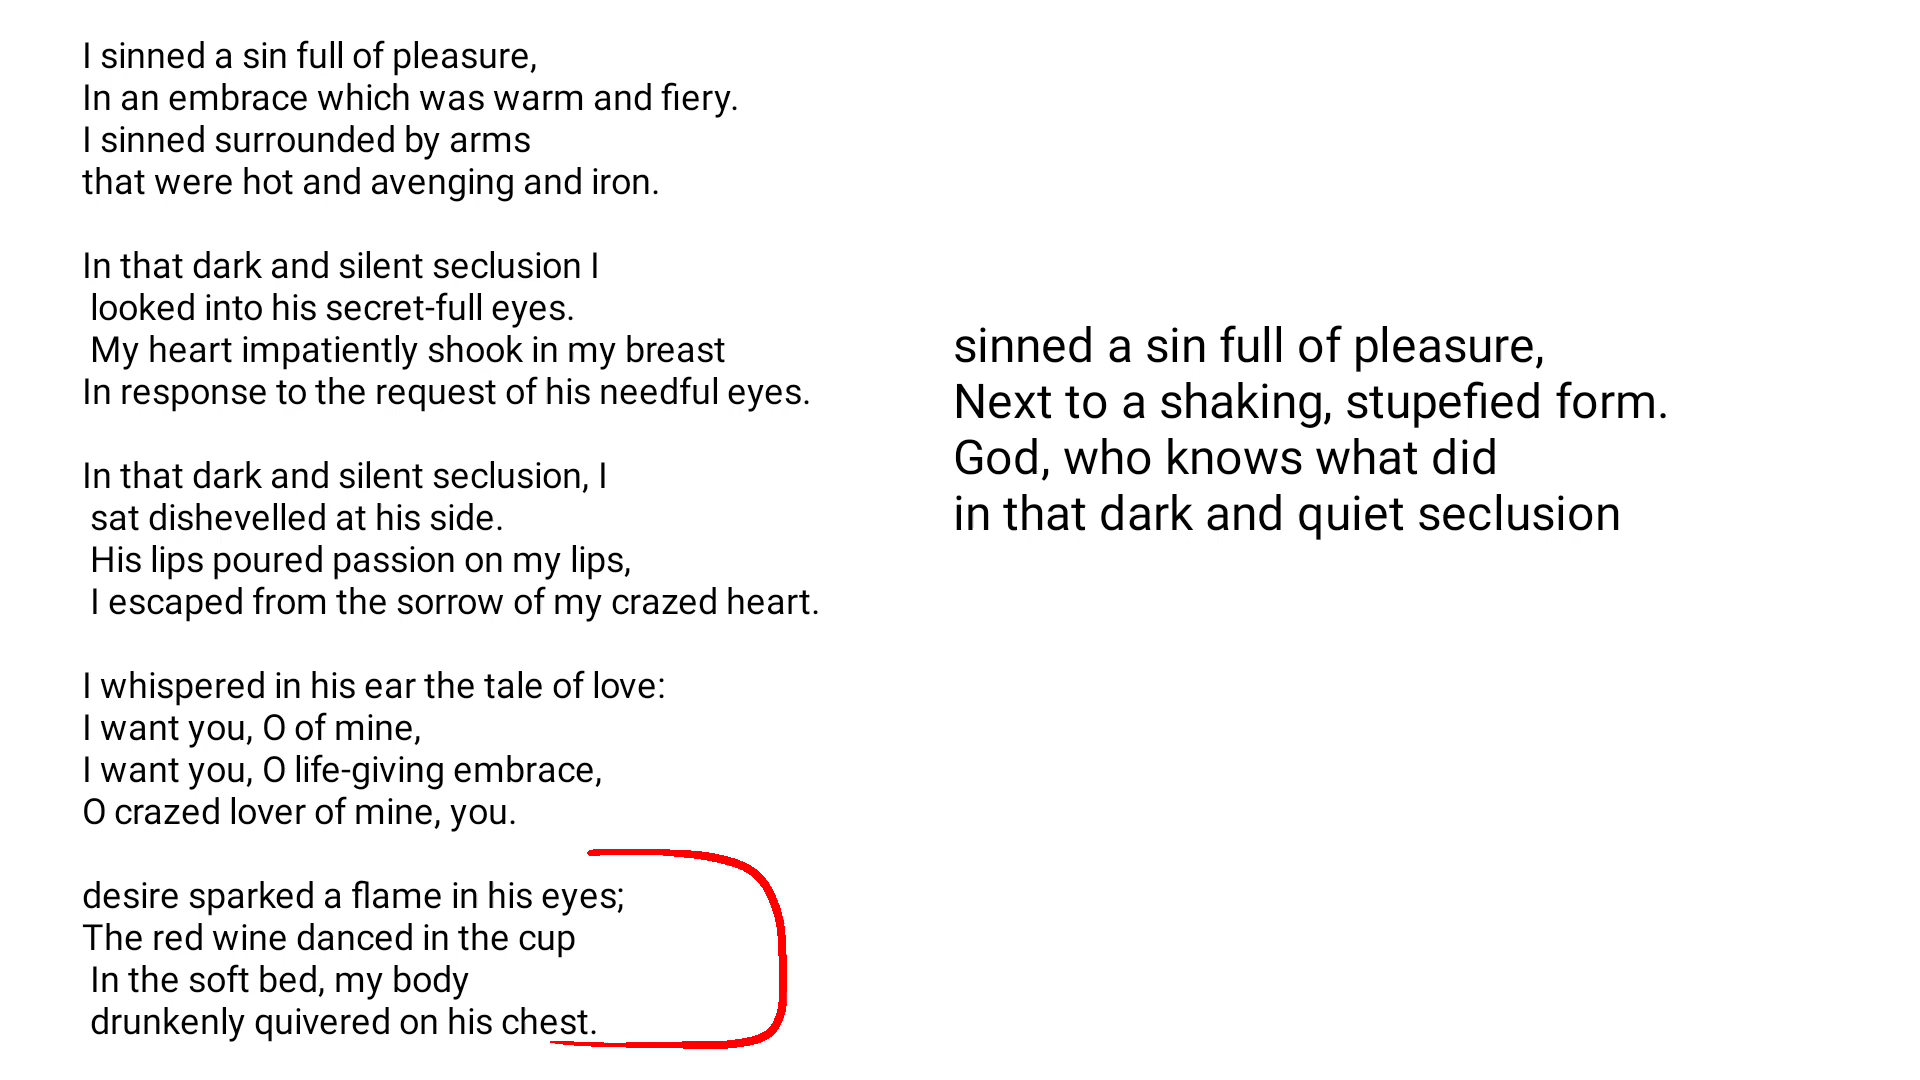 I sinned a sin full of pleasure,
In an embrace which was warm and fiery.
I sinned surrounded by arms
that were hot and avenging and iron.

In that dark and silent seclusion I
looked into his secret-full eyes.
My heart impatiently shook in my breast
In response to the request of his needful eyes.

In that dark and silent seclusion, I
sat dishevelled at his side.
His lips poured passion on my lips,
I escaped from the sorrow of my crazed heart.

I whispered in his ear the tale of love:
I want you, O of mine,
I want you, O life-giving embrace,
O crazed lover of mine, you.

desire sparked a flame in his eyes;
The red wine danced in the cup
In the soft bed, my body
drunkenly quivered on his chest.

sinned a sin full of pleasure,
Next to a shaking, stupefied form.
God, who knows what did
in that dark and quiet seclusion